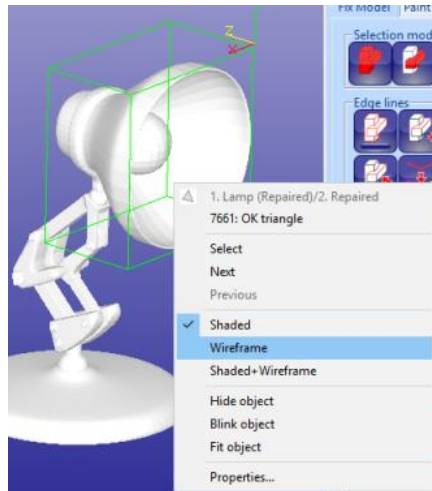 Fix Model Paint
Selection mod
Edge lines
Z
X
1. Lamp (Repaired)/2. Repaired
7661: OK triangle
Select
Next
Previous
Shaded
Wireframe
Shaded+Wireframe
Hide object
Blink object
Fit object
Properties...